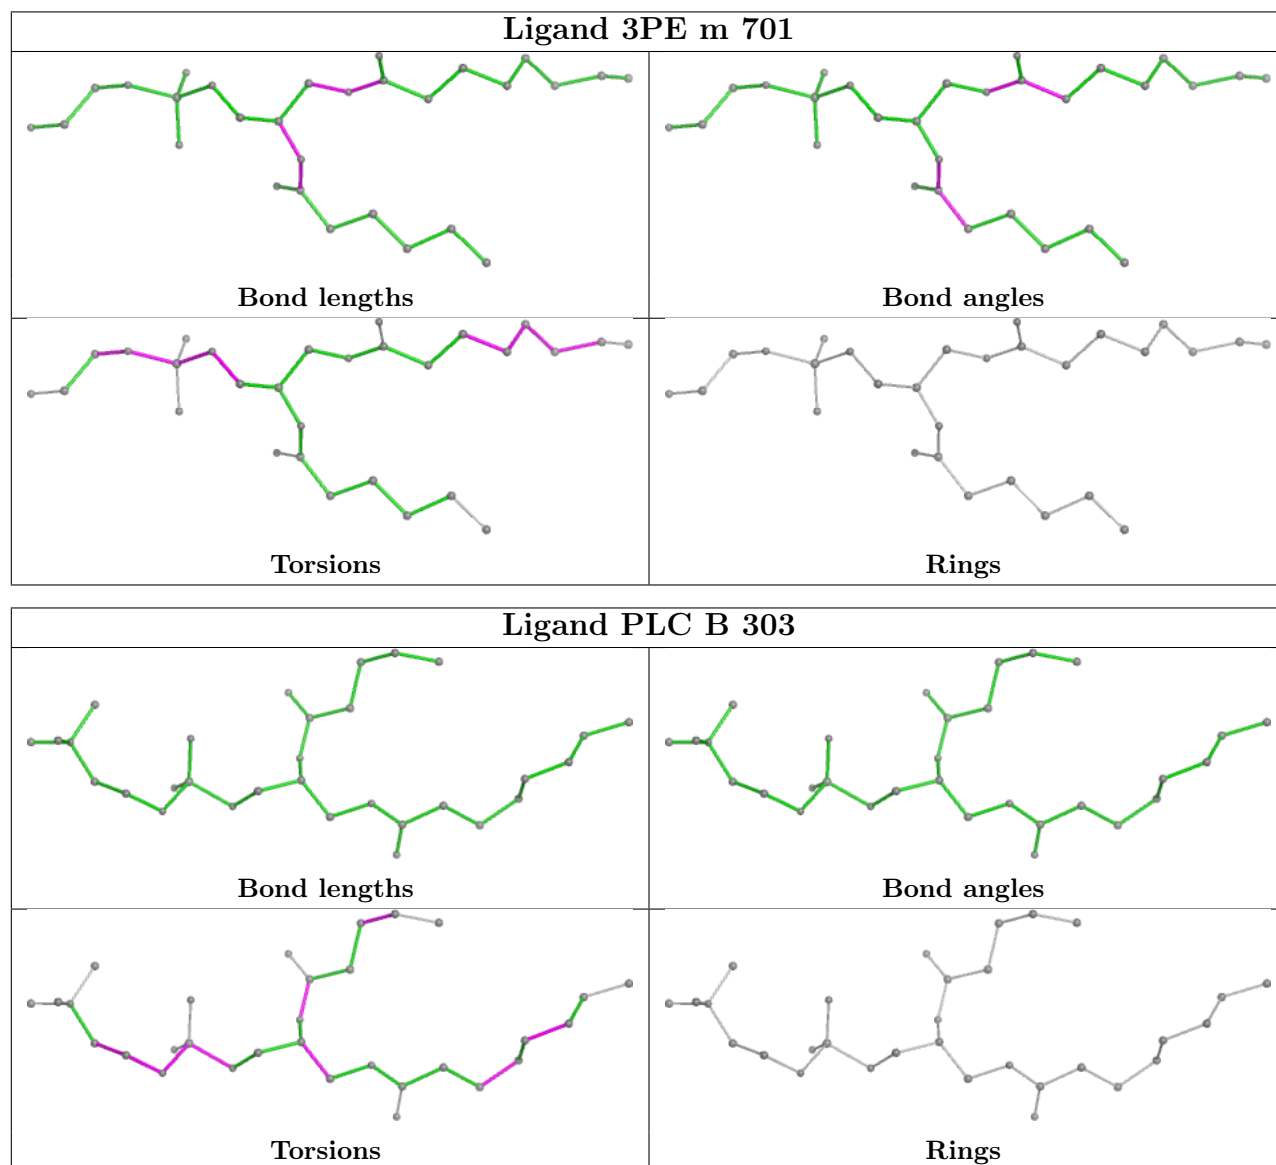 Ligand 3PE m 701
Bond lengths
Bond angles
Torsions
Rings
Ligand PLC B 303
Bond lengths
Bond angles
Torsions
Rings